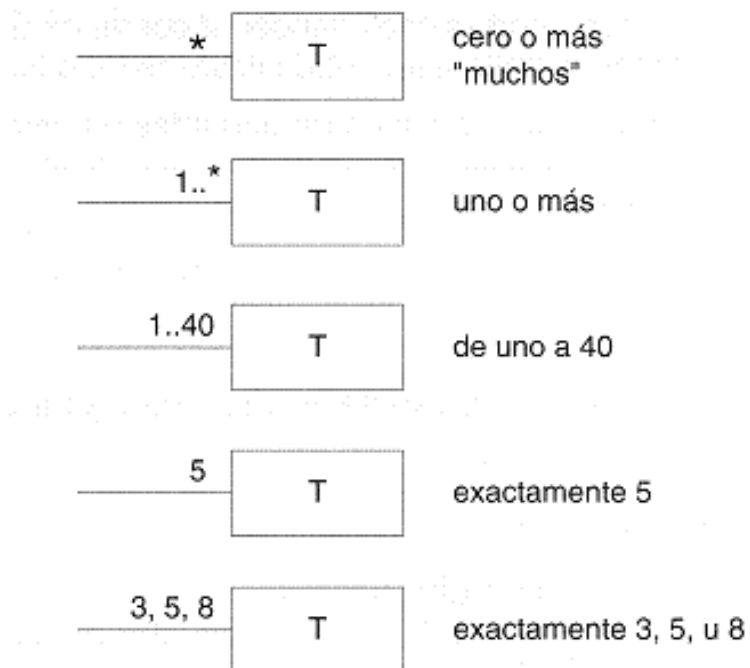 *
T
cero o más
"muchos"
1..*
T
uno o más
1..40
T
de uno a 40
5
T
exactamente 5
3, 5, 8
T
exactamente 3, 5, u 8